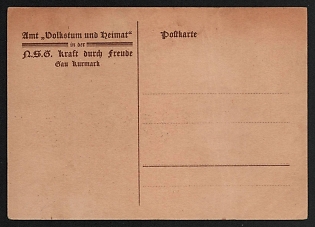 Amt „Volkstum und Heimat“
in der
N.S.G. Kraft durch Freude
Gau Kurmark
Postkarte